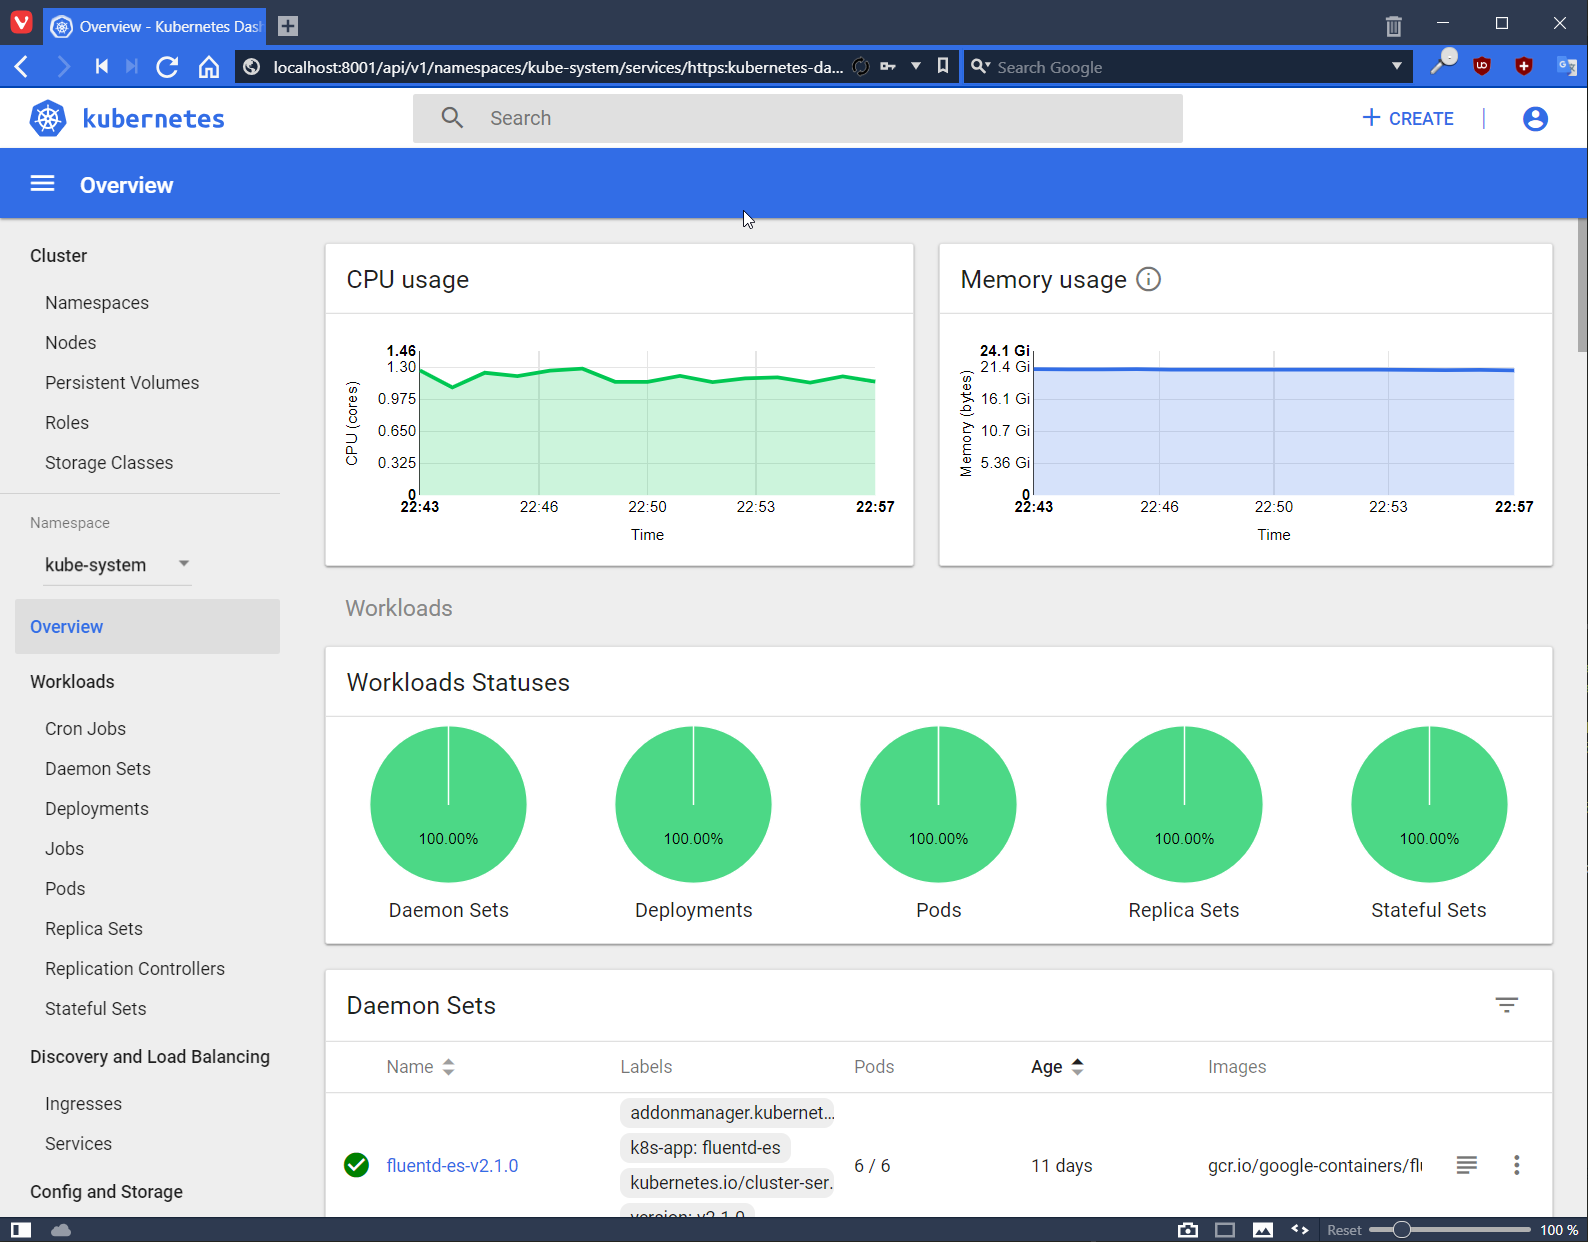 Overview - Kubernetes Das
localhost:8001/api/v1/namespaces/kube-system/services/https:kubernetes-da...
Search Google
kubernetes
Search
CREATE
Overview
Cluster
Namespaces
Nodes
Persistent Volumes
Roles
Storage Classes
Namespace
kube-system
Overview
Workloads
Cron Jobs
Daemon Sets
Deployments
Jobs
Pods
Replica Sets
Replication Controllers
Stateful Sets
Discovery and Load Balancing
Ingresses
Services
Config and Storage
CPU usage
CPU (cores)
1.46
1.30
0.975
0.650
0.325
0
22:43 22:46 22:50 22:53 22:57
Time
Memory usage
Memory (bytes)
24.1 Gi
21.4 Gi
16.1 Gi
10.7 Gi
5.36 Gi
0
22:43 22:46 22:50 22:53 22:57
Time
Workloads
Workloads Statuses
100.00% 100.00% 100.00% 100.00% 100.00%
Daemon Sets Deployments Pods Replica Sets Stateful Sets
Daemon Sets
Name Labels Pods Age Images
addonmanager.kubernet...
k8s-app: fluentd-es
fluentd-es-v2.1.0 6 / 6 11 days gcr.io/google-containers/flu
kubernetes.io/cluster-ser.
version: v2.1.0
Reset 100 %